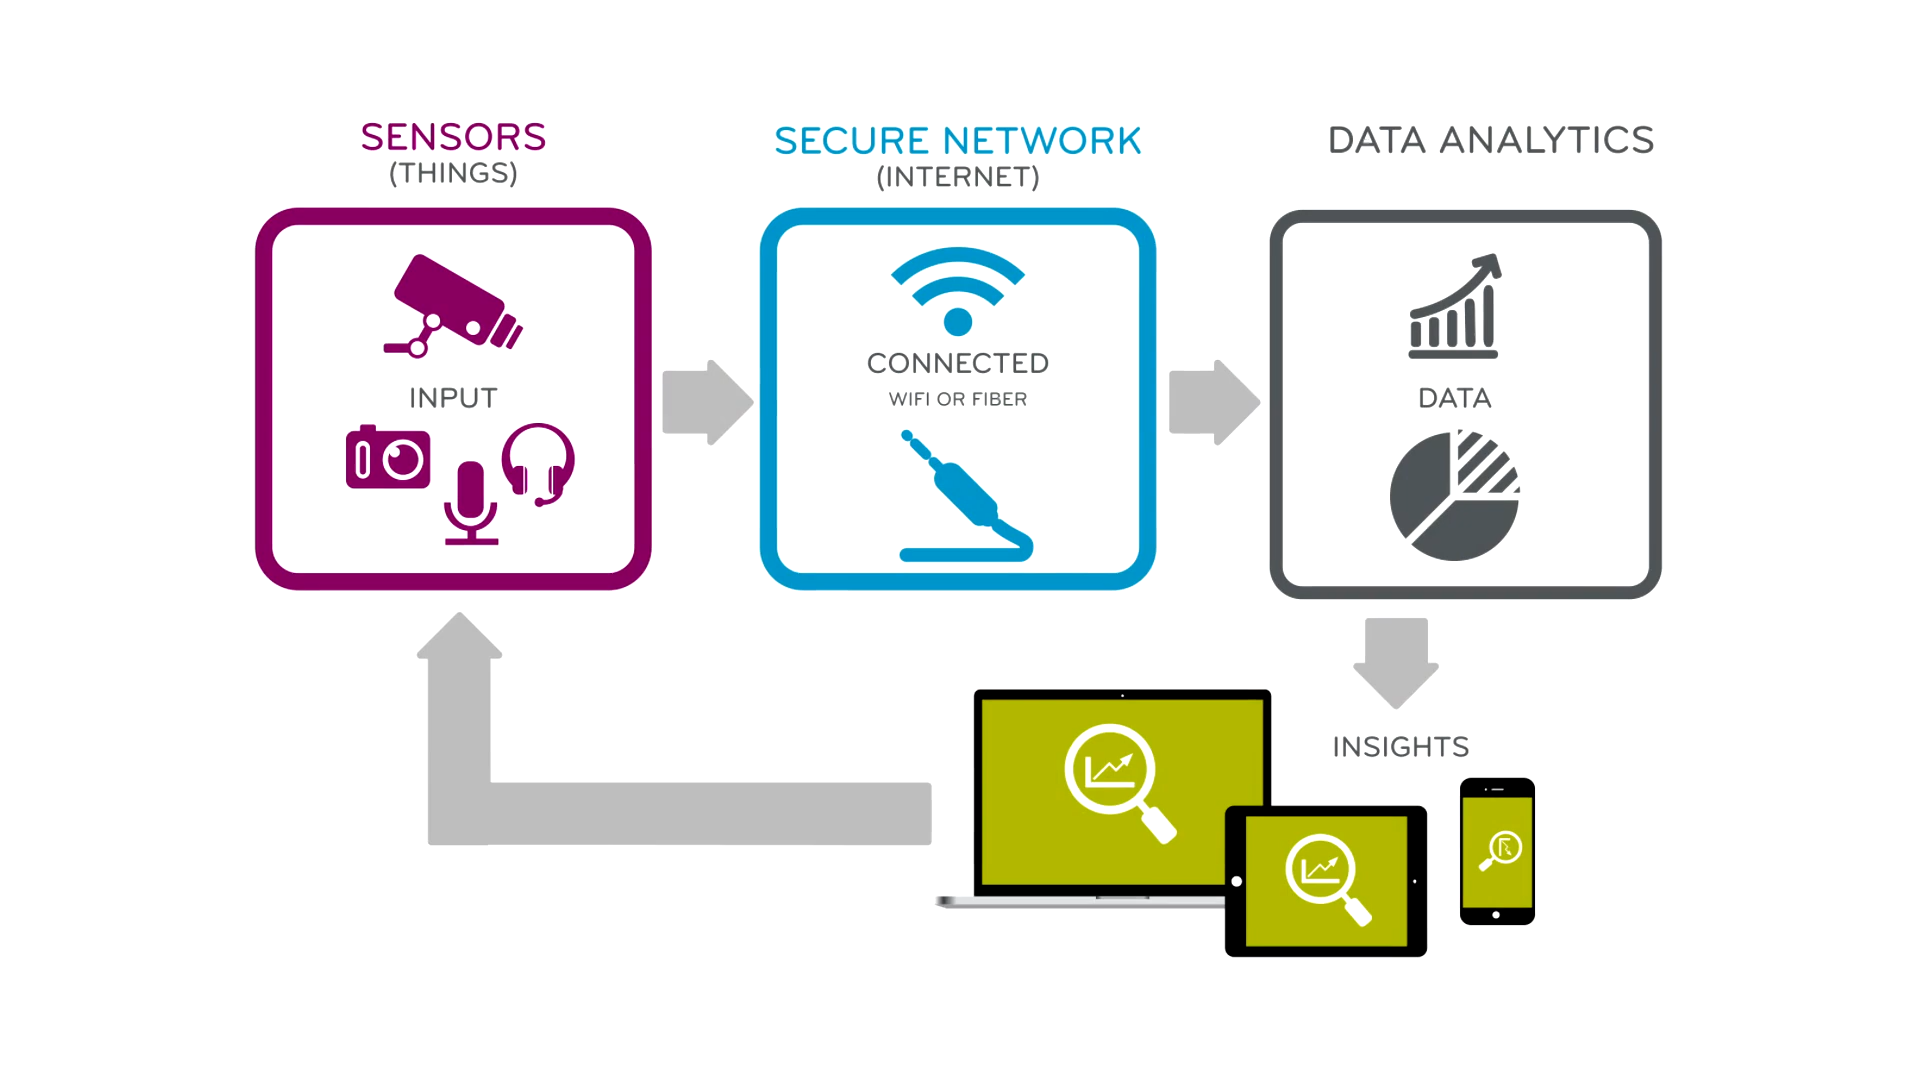 SENSORS
(THINGS)
INPUT
SECURE NETWORK
(INTERNET)
CONNECTED
WIFI OR FIBER
DATA ANALYTICS
DATA
INSIGHTS